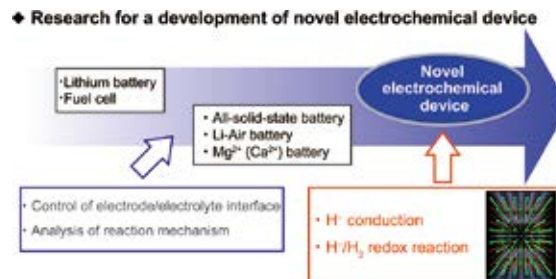 ◆ Research for a development of novel electrochemical device
•Lithium battery
•Fuel cell
Novel
electrochemical
device
• All-solid-state battery
• Li-Air battery
• Mg²⁺ (Ca²⁺) battery
• Control of electrode/electrolyte interface
• Analysis of reaction mechanism
• H⁻ conduction
• H⁻/H₂ redox reaction